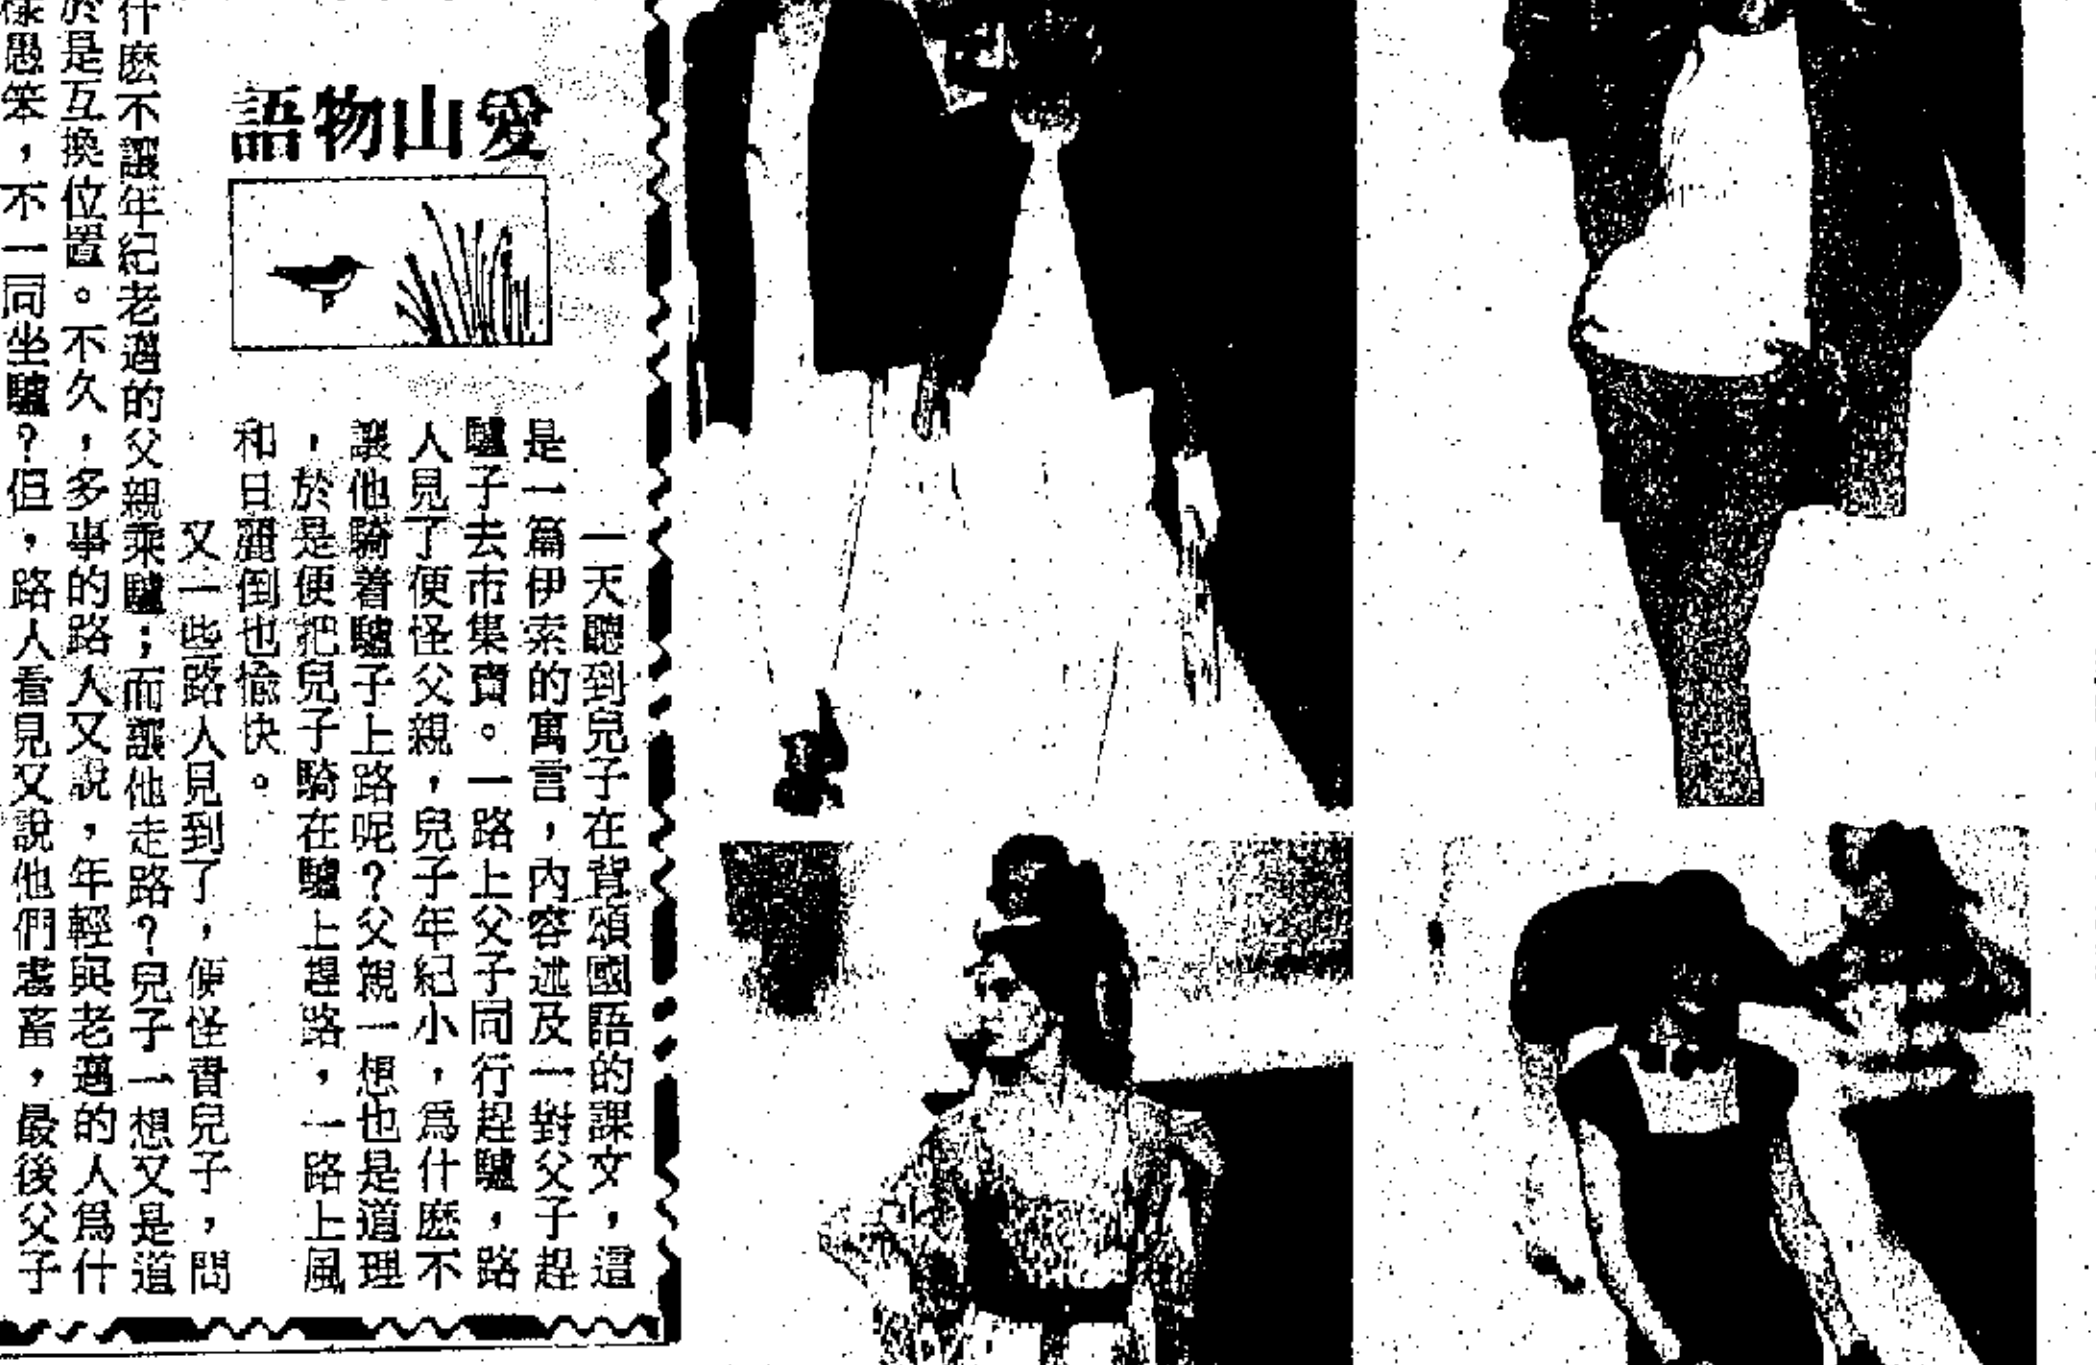 愛山物語
一天聽到兒子在背頌國語的課文，這
是一篇伊索的寓言，內容述及一對父子趕
驢子去市集賣。一路上父子同行趕驢，路
人見了便怪父親，兒子年紀小，爲什麽不
讓他騎着驢子上路呢？父親一想也是道理
，於是便把兒子騎在驢上趕路，一路上風
和日麗倒也愉快。
又一些路人見到了，便怪責兒子，問
什麽不讓年紀老邁的父親乘驢；而讓他走路？兒子一想又是道
於是互換位置。不久，多事的路人又說，年輕與老邁的人爲什
樣愚笨，不一同坐驢？但，路人看見又說他們虐畜，最後父子